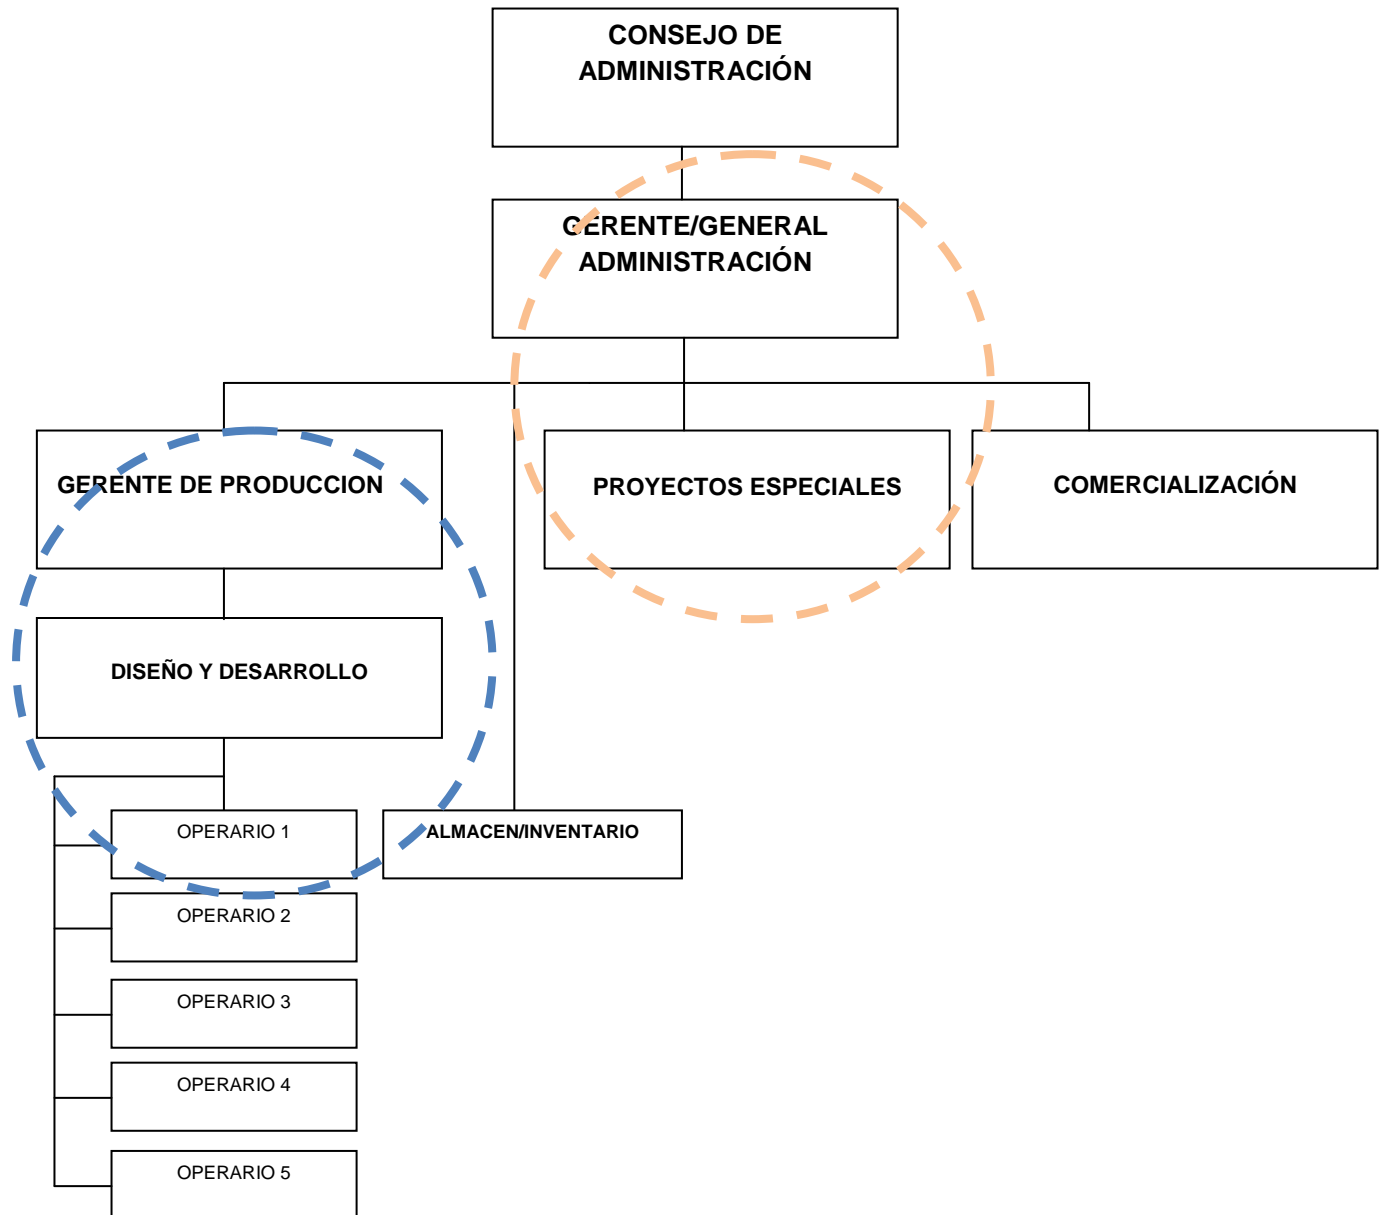 CONSEJO DE
ADMINISTRACIÓN
GERENTE/GENERAL
ADMINISTRACIÓN
GERENTE DE PRODUCCION
PROYECTOS ESPECIALES
COMERCIALIZACIÓN
DISEÑO Y DESARROLLO
OPERARIO 1
ALMACEN/INVENTARIO
OPERARIO 2
OPERARIO 3
OPERARIO 4
OPERARIO 5